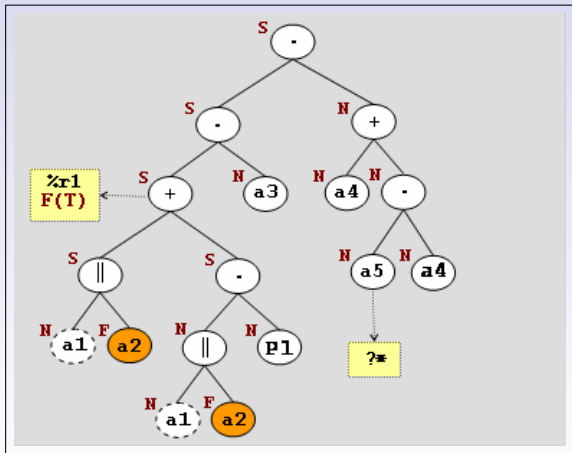 S -
S - N +
%r1
F(T)
S + N a3 N a4 N -
S || S - N a5 N a4
N a1 F a2 N || N p1
?*
N a1 F a2